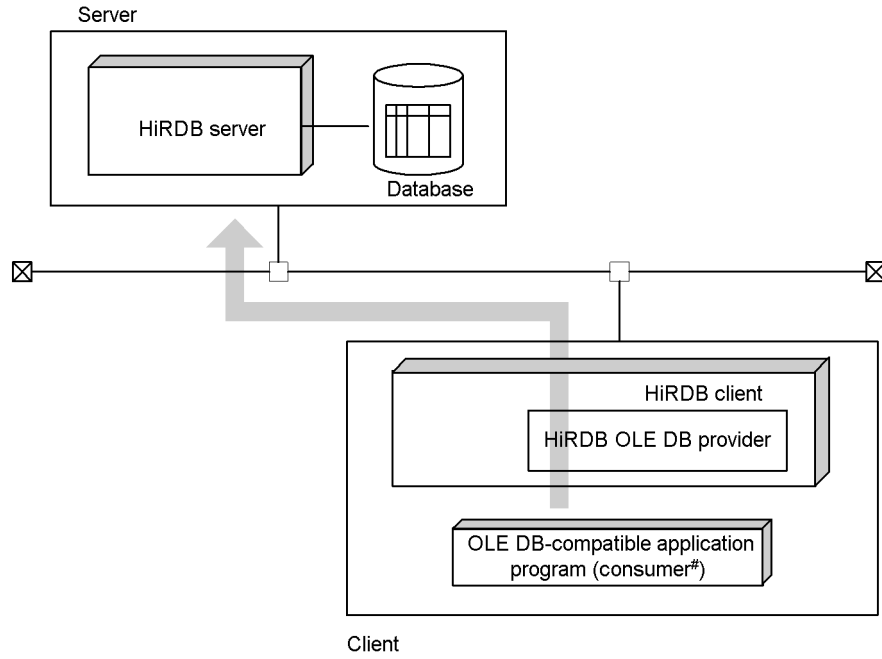 Server
HiRDB server
Database
HiRDB client
HiRDB OLE DB provider
OLE DB-compatible application
program (consumer#)
Client